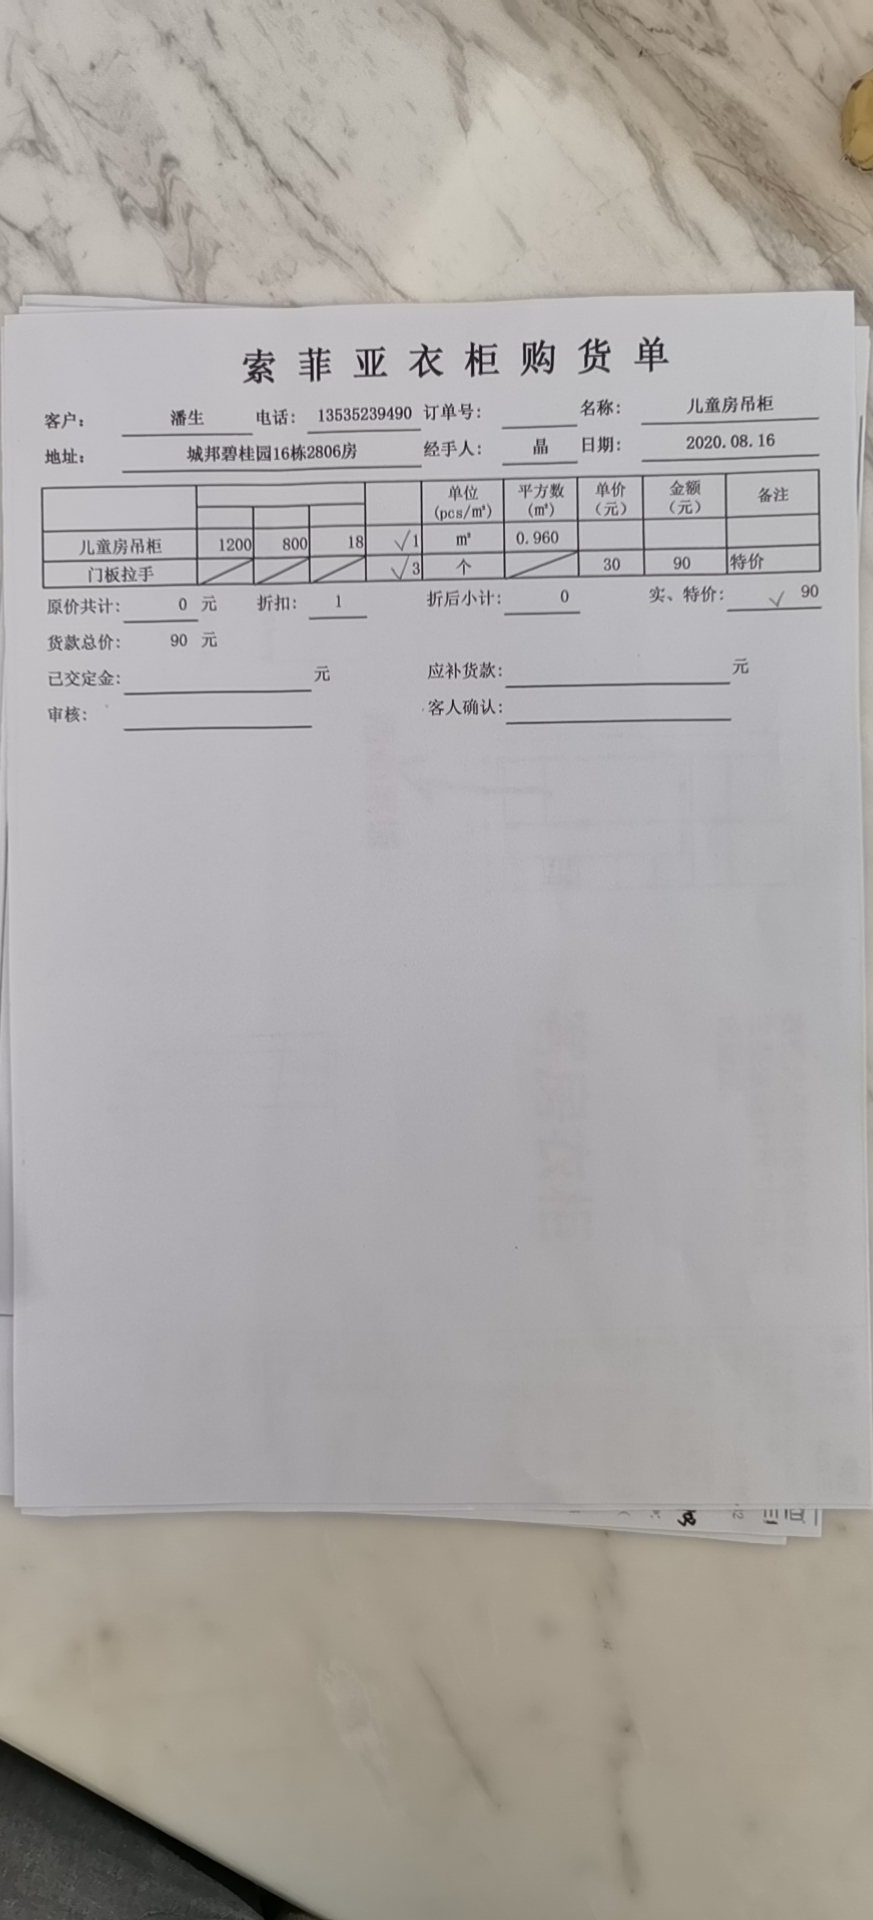 索菲亚衣柜购货单
客户: 潘生 电话: 13535239490 订单号: 名称: 儿童房吊柜
地址: 城邦碧桂园16栋2806房 经手人: 晶 日期: 2020.08.16
单位 (pcs/㎡) 平方数 (㎡) 单价 (元) 金额 (元) 备注
儿童房吊柜 1200 800 18 √1 ㎡ 0.960
门板拉手 √3 个 30 90 特价
原价共计: 0 元 折扣: 1 折后小计: 0 实、特价: √ 90
货款总价: 90 元
已交定金: 元 应补货款: 元
审核: 客人确认: